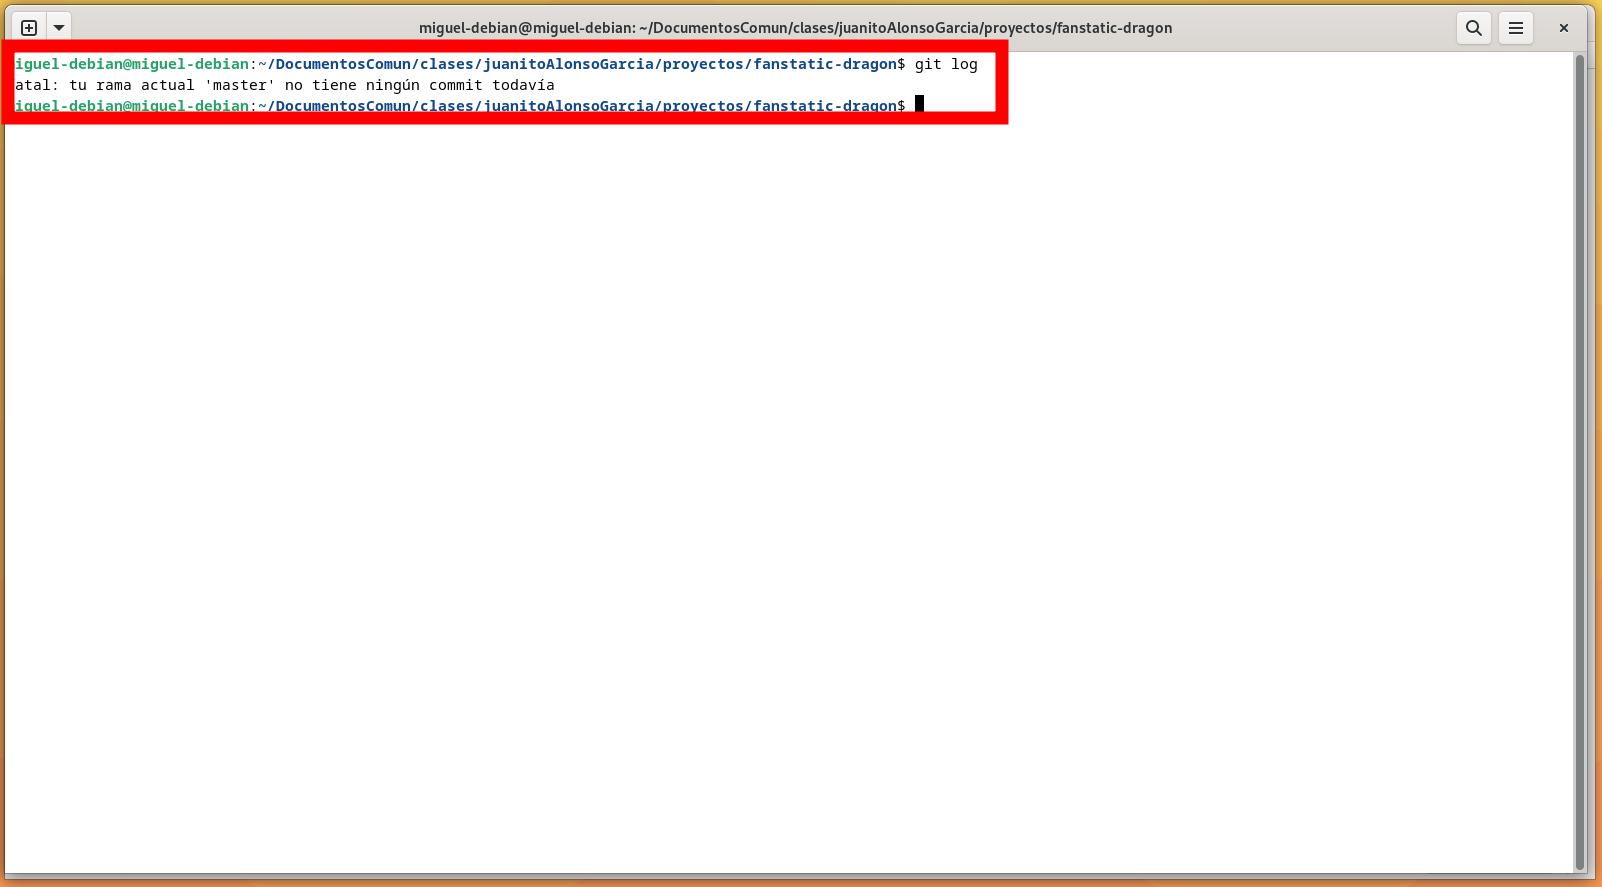 miguel-debian@miguel-debian: ~/DocumentosComun/clases/juanitoAlonsoGarcia/proyectos/fanstatic-dragon
iguel-debian@miguel-debian:~/DocumentosComun/clases/juanitoAlonsoGarcia/proyectos/fanstatic-dragon$ git log
atal: tu rama actual 'master' no tiene ningún commit todavía
iguel-debian@miguel-debian:~/DocumentosComun/clases/juanitoAlonsoGarcia/proyectos/fanstatic-dragon$